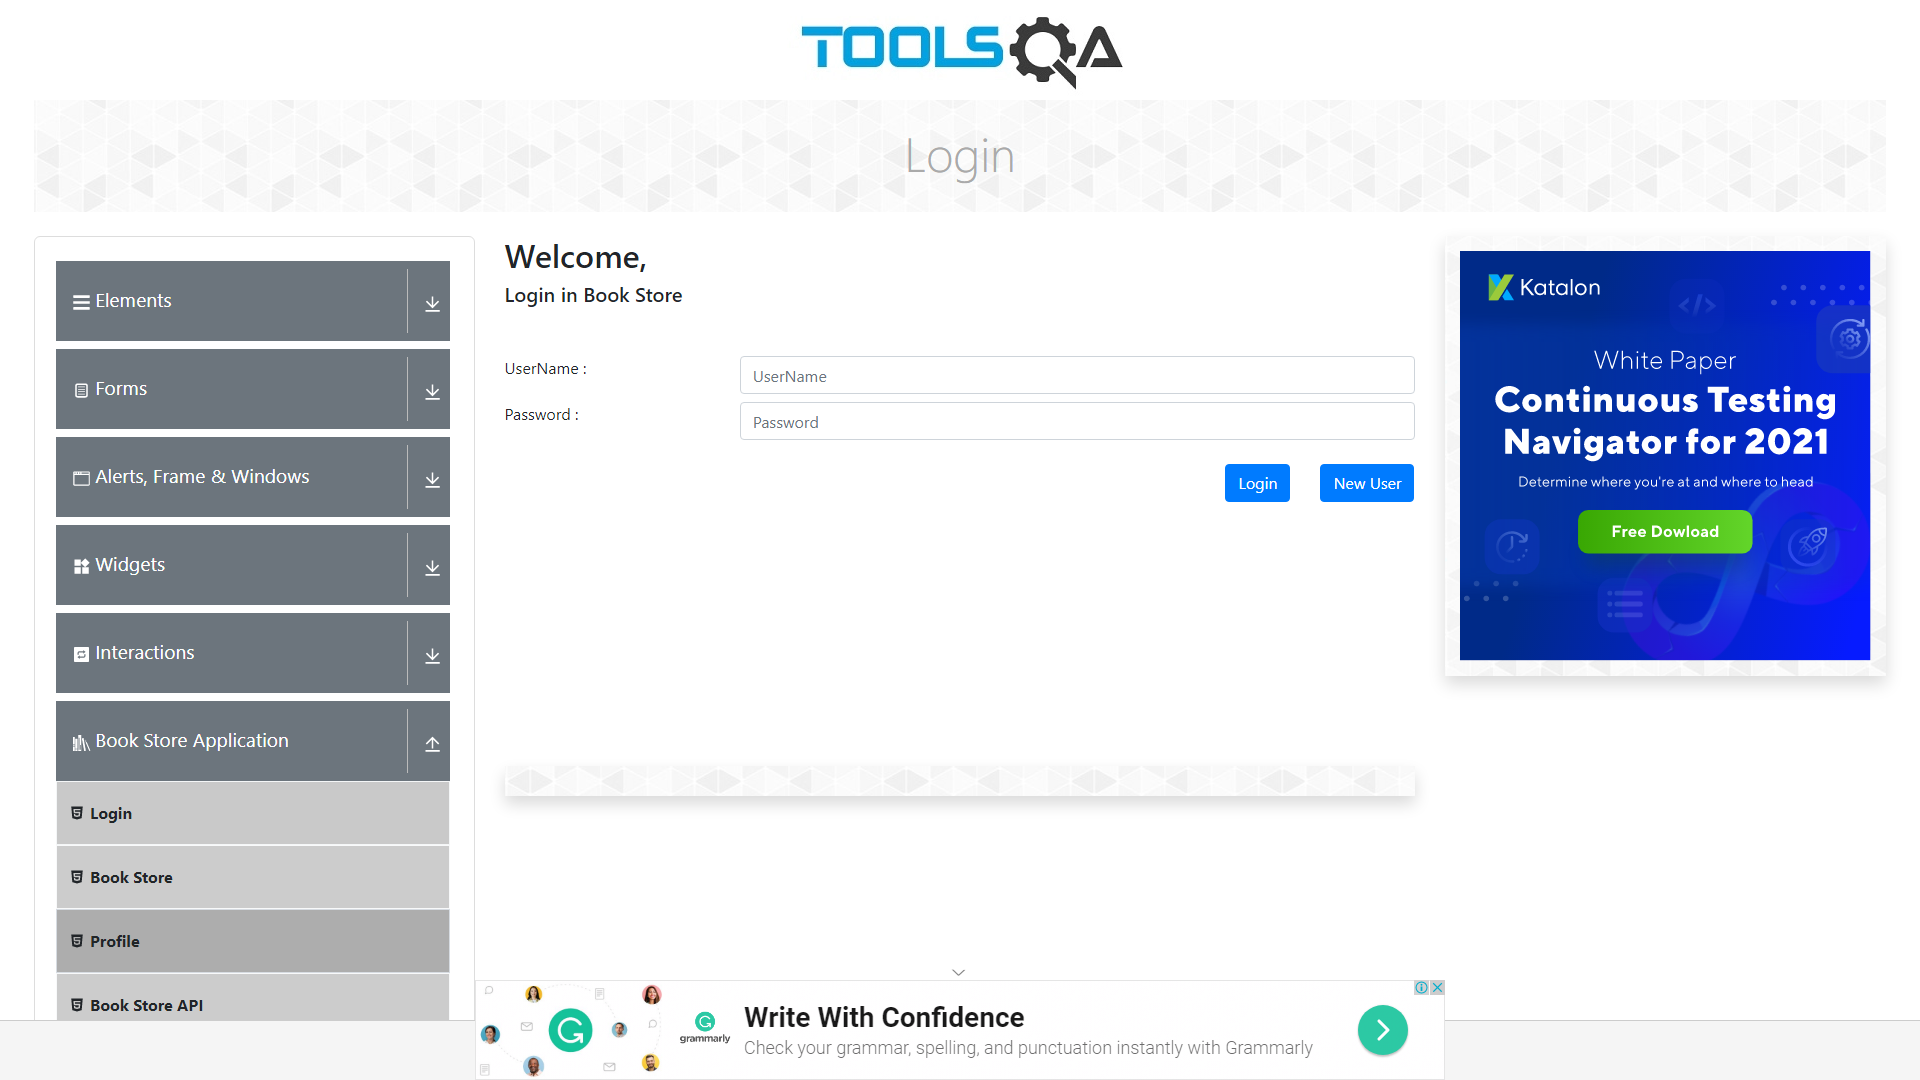 TOOLSQA
Login
Elements
Forms
Alerts, Frame & Windows
Widgets
Interactions
Book Store Application
Login
Book Store
Profile
Book Store API
Welcome,
Login in Book Store
UserName :
UserName
Password :
Password
Login
New User
Katalon
White Paper
Continuous Testing
Navigator for 2021
Determine where you're at and where to head
Free Dowload
grammarly
Write With Confidence
Check your grammar, spelling, and punctuation instantly with Grammarly